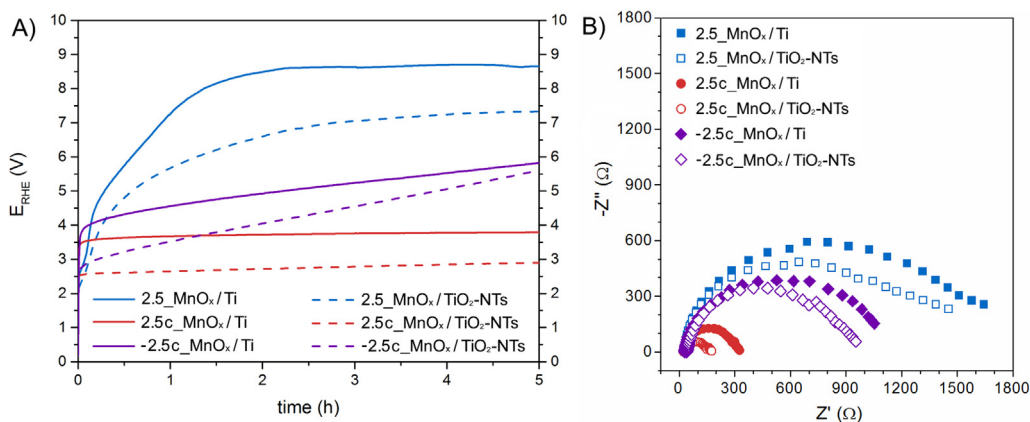 A)
10
9
8
7
6
5
4
3
2
1
0
E_RHE (V)
10
9
8
7
6
5
4
3
2
1
0
2.5_MnOₓ/Ti
2.5c_MnOₓ/Ti
-2.5c_MnOₓ/Ti
2.5_MnOₓ/TiO₂-NTs
2.5c_MnOₓ/TiO₂-NTs
-2.5c_MnOₓ/TiO₂-NTs
0 1 2 3 4 5
time (h)
B)
1800
1500
1200
900
600
300
0
-Z'' (Ω)
2.5_MnOₓ/Ti
2.5_MnOₓ/TiO₂-NTs
2.5c_MnOₓ/Ti
2.5c_MnOₓ/TiO₂-NTs
-2.5c_MnOₓ/Ti
-2.5c_MnOₓ/TiO₂-NTs
0 300 600 900 1200 1500 1800
Z' (Ω)